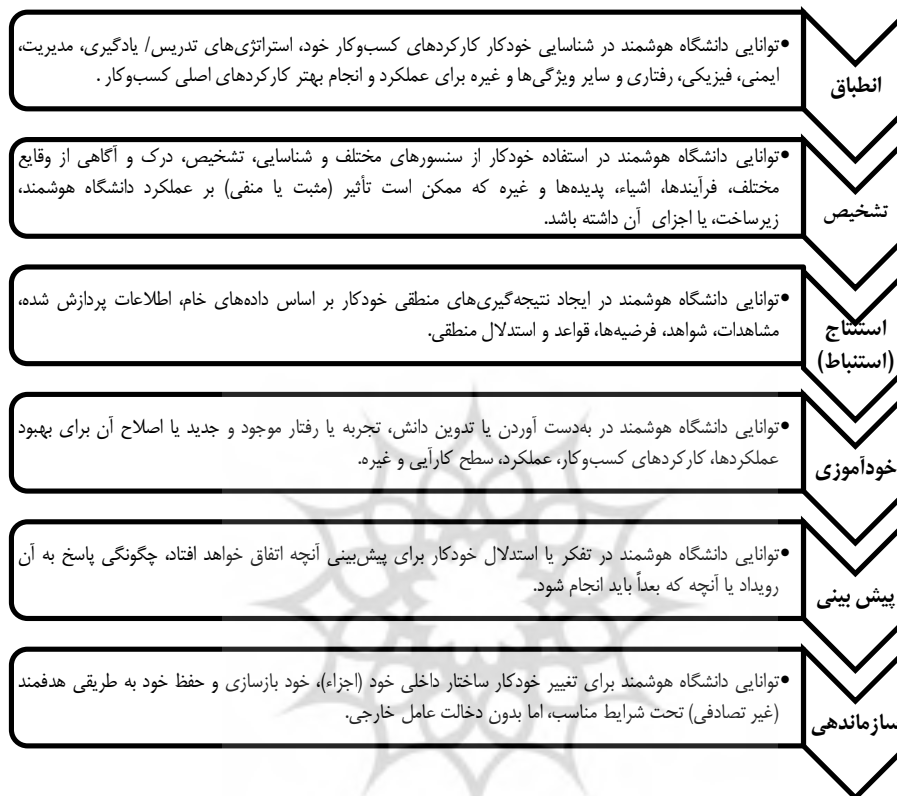 انطباق
•توانایی دانشگاه هوشمند در شناسایی خودکار کارکردهای کسب‌وکار خود، استراتژی‌های تدریس/ یادگیری، مدیریت،
ایمنی، فیزیکی، رفتاری و سایر ویژگی‌ها و غیره برای عملکرد و انجام بهتر کارکردهای اصلی کسب‌وکار .
تشخیص
•توانایی دانشگاه هوشمند در استفاده خودکار از سنسورهای مختلف و شناسایی، تشخیص، درک و آگاهی از وقایع
مختلف، فرآیندها، اشیاء، پدیده‌ها و غیره که ممکن است تأثیر (مثبت یا منفی) بر عملکرد دانشگاه هوشمند،
زیرساخت، یا اجزای آن داشته باشد.
استنتاج
(استنباط)
•توانایی دانشگاه هوشمند در ایجاد نتیجه‌گیری‌های منطقی خودکار بر اساس داده‌های خام، اطلاعات پردازش شده،
مشاهدات، شواهد، فرضیه‌ها، قواعد و استدلال منطقی.
خودآموزی
•توانایی دانشگاه هوشمند در به‌دست آوردن یا تدوین دانش، تجربه یا رفتار موجود و جدید یا اصلاح آن برای بهبود
عملکردها، کارکردهای کسب‌وکار، عملکرد، سطح کارآیی و غیره.
پیش بینی
•توانایی دانشگاه هوشمند در تفکر یا استدلال خودکار برای پیش‌بینی آنچه اتفاق خواهد افتاد، چگونگی پاسخ به آن
رویداد یا آنچه که بعداً باید انجام شود.
سازماندهی
•توانایی دانشگاه هوشمند برای تغییر خودکار ساختار داخلی خود (اجزاء)، خود بازسازی و حفظ خود به طریقی هدفمند
(غیر تصادفی) تحت شرایط مناسب، اما بدون دخالت عامل خارجی.